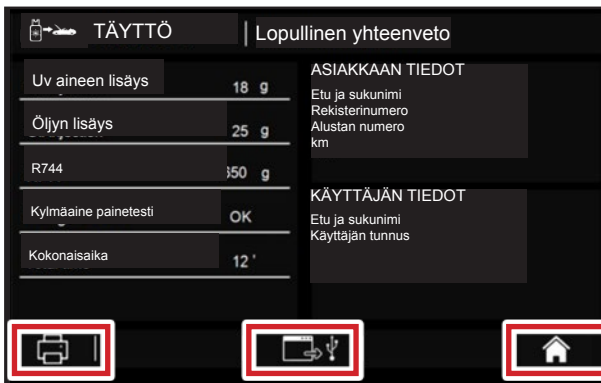 TÄYTTÖ | Lopullinen yhteenveto
Uv aineen lisäys 18 g
Öljyn lisäys 25 g
R744 350 g
Kylmäaine painetesti OK
Kokonaisaika 12 '
ASIAKKAAN TIEDOT
Etu ja sukunimi
Rekisterinumero
Alustan numero
km
KÄYTTÄJÄN TIEDOT
Etu ja sukunimi
Käyttäjän tunnus